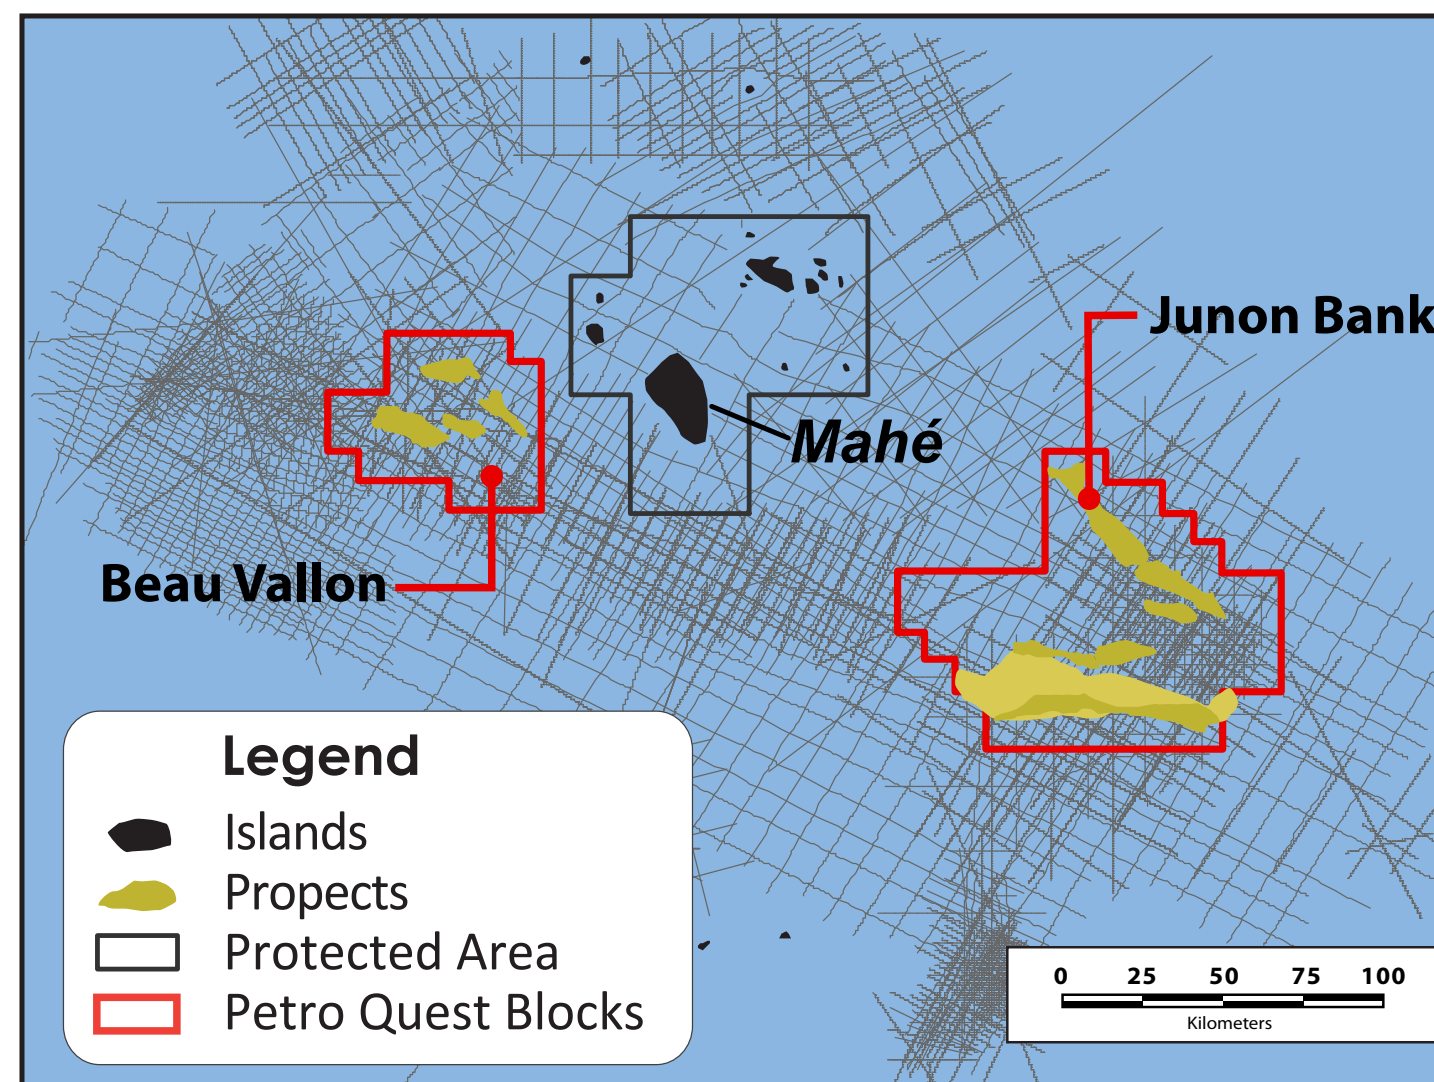 Junon Bank
Mahé
Beau Vallon
Legend
Islands
Propects
Protected Area
Petro Quest Blocks
0 25 50 75 100
Kilometers